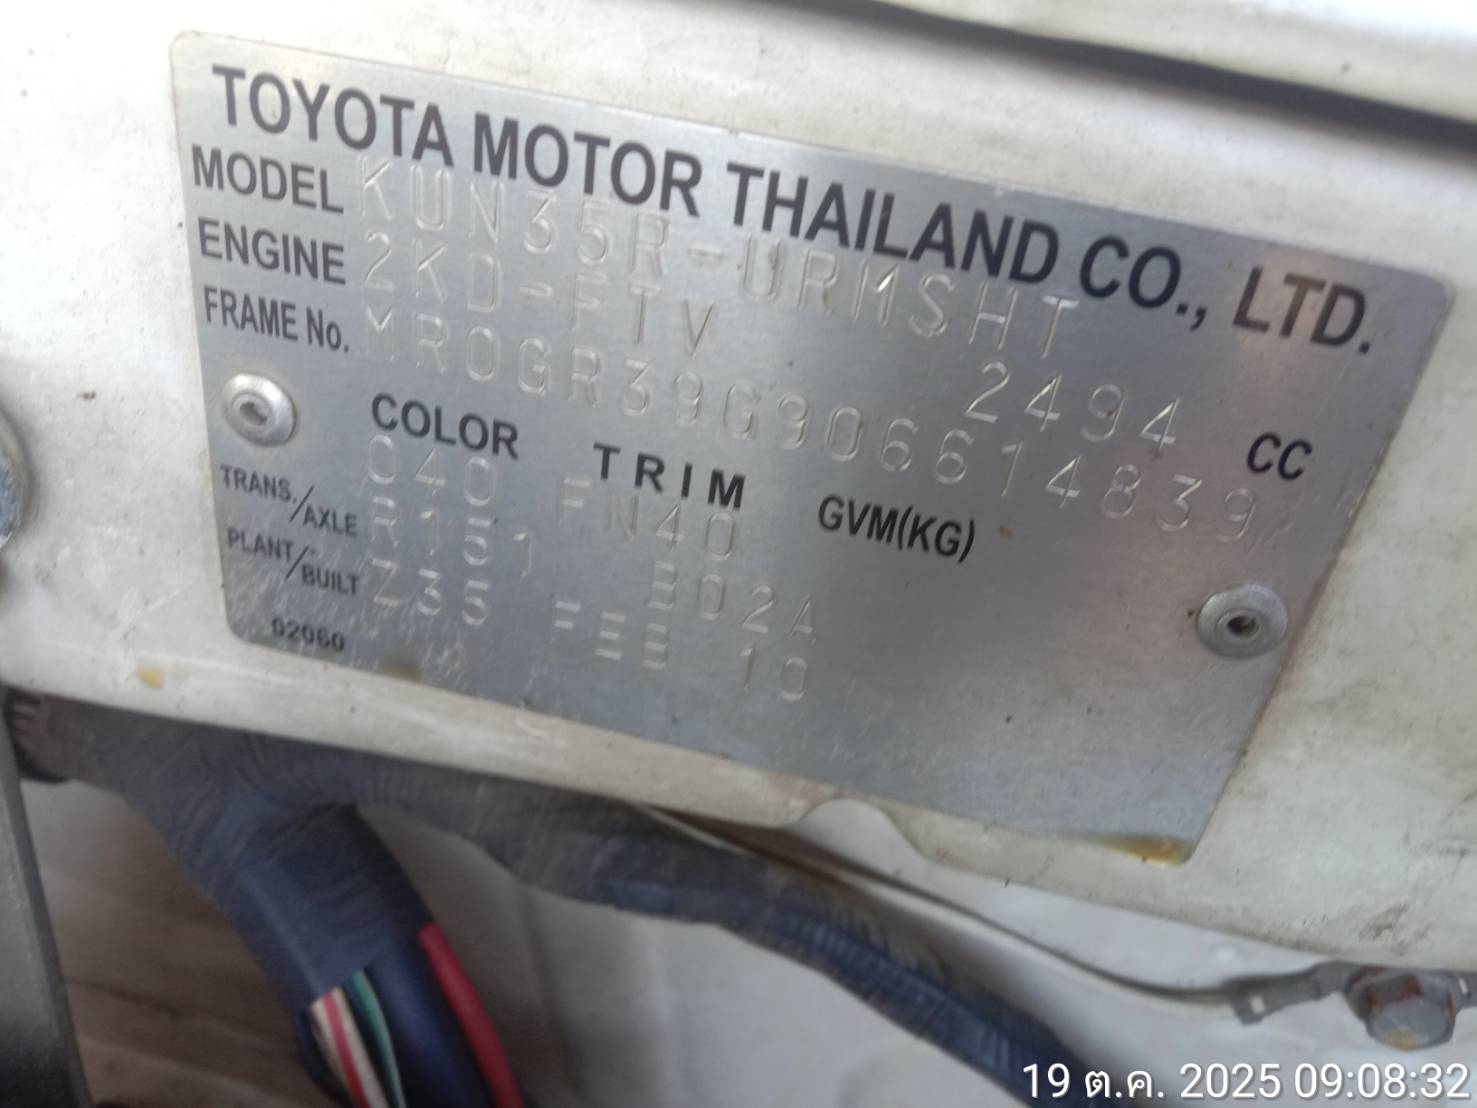 TOYOTA MOTOR THAILAND CO., LTD.
MODEL KUN35R-URMSHT
ENGINE 2KD-FTV 2494 CC
FRAME No. MR0GR39G906614839
COLOR TRIM GVM(KG)
040 FN40
TRANS./AXLE R151 B02A
PLANT/BUILT Z35 FEB 10
02060
19 ต.ค. 2025 09:08:32